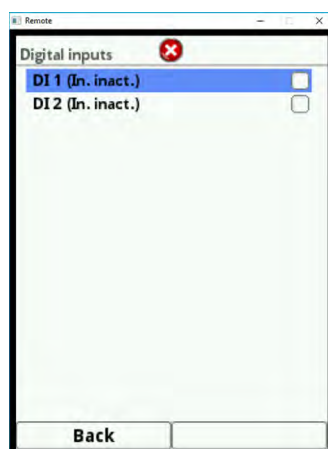 Remote
Digital inputs
DI 1 (In. inact.)
DI 2 (In. inact.)
Back